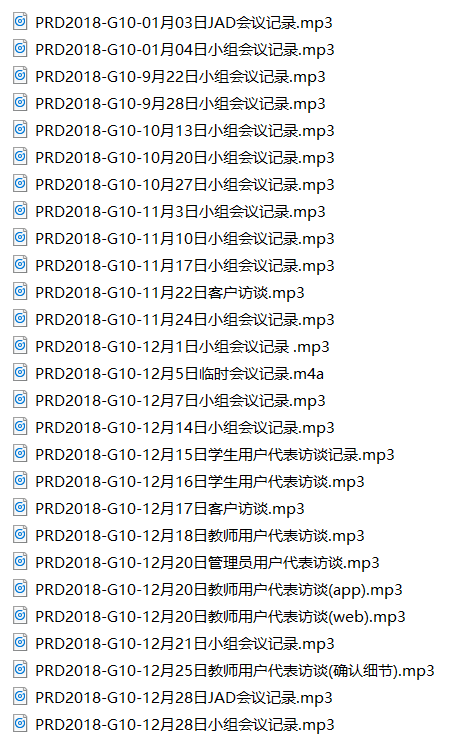 PRD2018-G10-01月03日JAD会议记录.mp3
PRD2018-G10-01月04日小组会议记录.mp3
PRD2018-G10-9月22日小组会议记录.mp3
PRD2018-G10-9月28日小组会议记录.mp3
PRD2018-G10-10月13日小组会议记录.mp3
PRD2018-G10-10月20日小组会议记录.mp3
PRD2018-G10-10月27日小组会议记录.mp3
PRD2018-G10-11月3日小组会议记录.mp3
PRD2018-G10-11月10日小组会议记录.mp3
PRD2018-G10-11月17日小组会议记录.mp3
PRD2018-G10-11月22日客户访谈.mp3
PRD2018-G10-11月24日小组会议记录.mp3
PRD2018-G10-12月1日小组会议记录 .mp3
PRD2018-G10-12月5日临时会议记录.m4a
PRD2018-G10-12月7日小组会议记录.mp3
PRD2018-G10-12月14日小组会议记录.mp3
PRD2018-G10-12月15日学生用户代表访谈记录.mp3
PRD2018-G10-12月16日学生用户代表访谈.mp3
PRD2018-G10-12月17日客户访谈.mp3
PRD2018-G10-12月18日教师用户代表访谈.mp3
PRD2018-G10-12月20日管理员用户代表访谈.mp3
PRD2018-G10-12月20日教师用户代表访谈(app).mp3
PRD2018-G10-12月20日教师用户代表访谈(web).mp3
PRD2018-G10-12月21日小组会议记录.mp3
PRD2018-G10-12月25日教师用户代表访谈(确认细节).mp3
PRD2018-G10-12月28日JAD会议记录.mp3
PRD2018-G10-12月28日小组会议记录.mp3